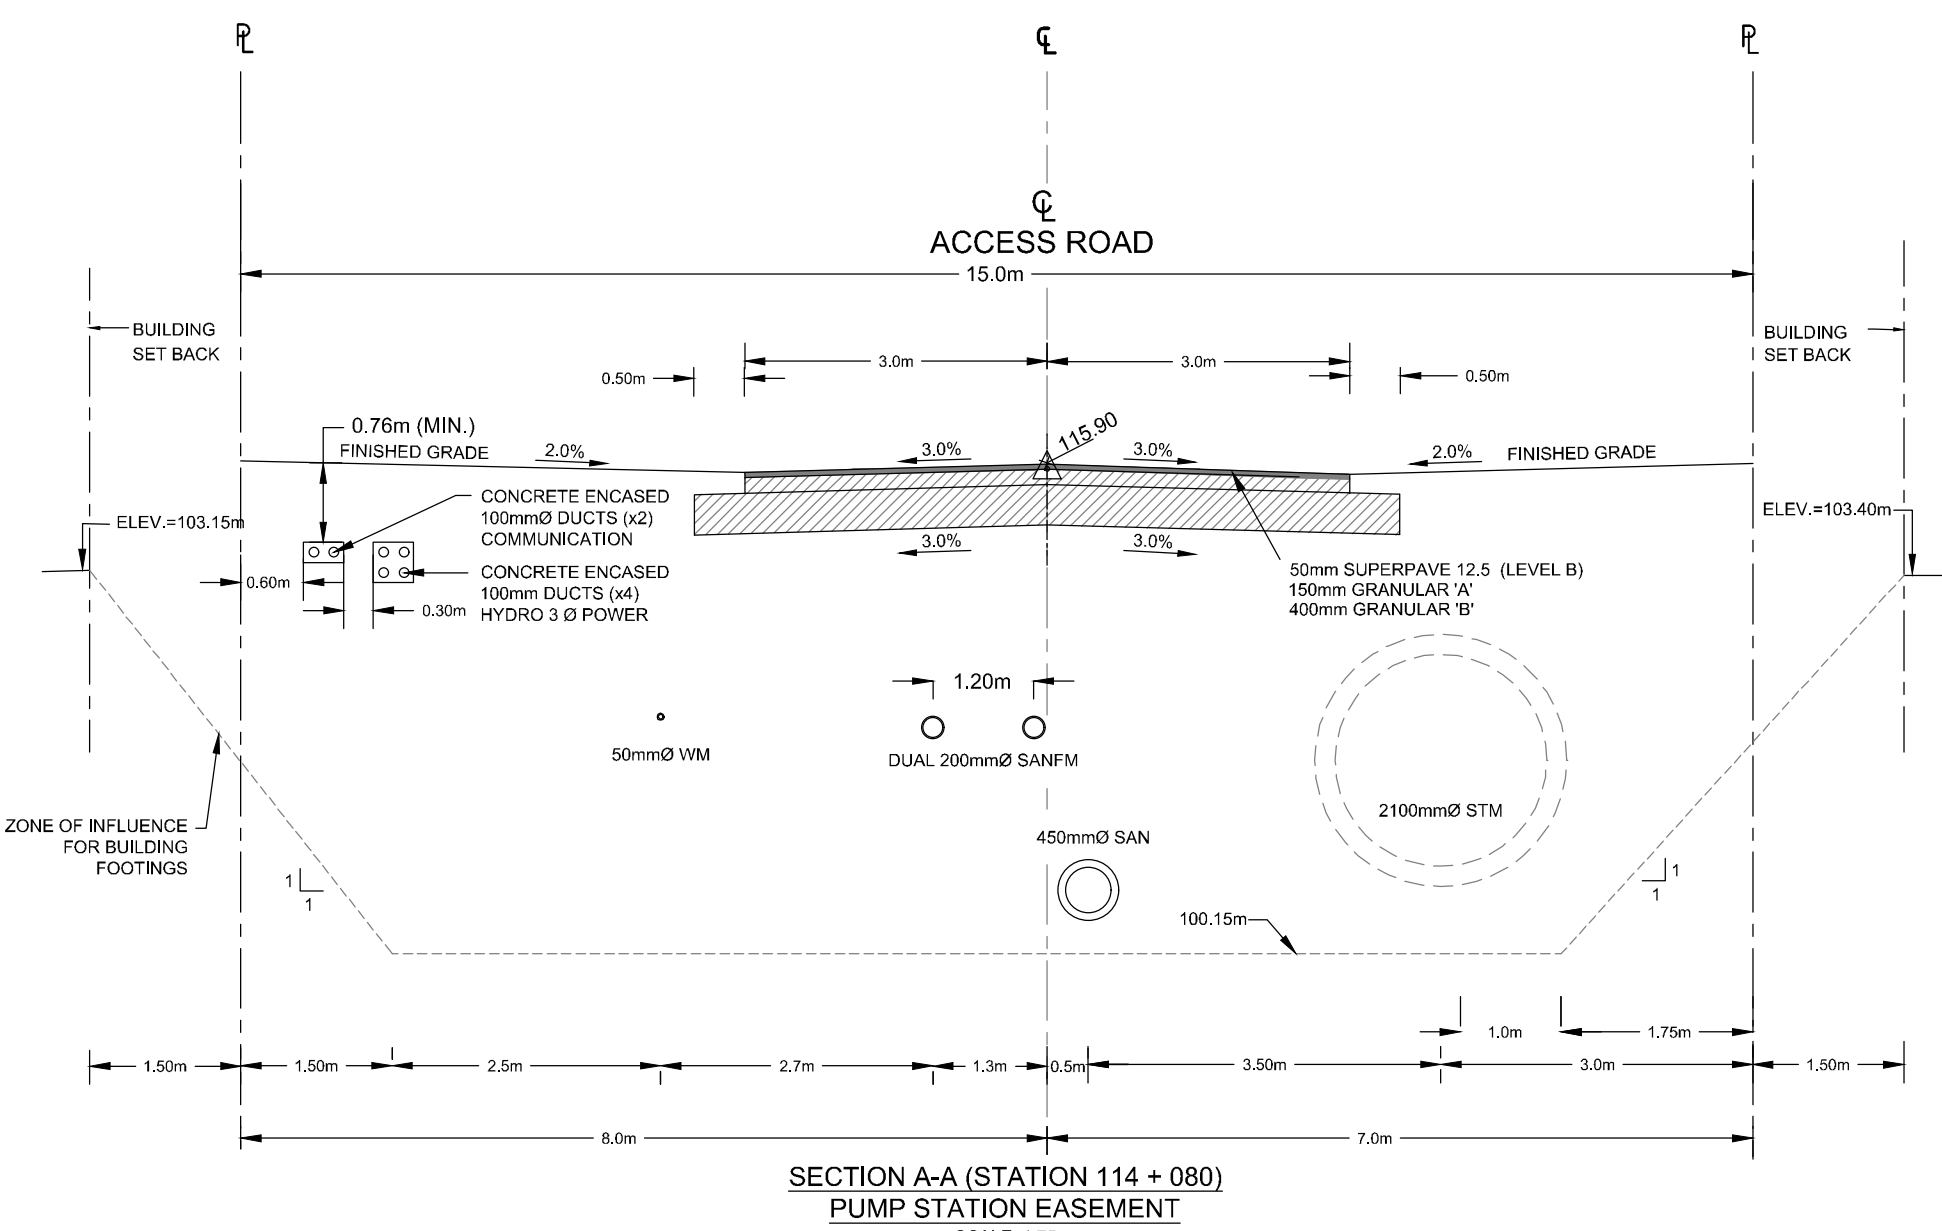 PL
CL
PL
CL
ACCESS ROAD
15.0m
BUILDING
SET BACK
BUILDING
SET BACK
3.0m
3.0m
0.50m
0.50m
0.76m (MIN.)
FINISHED GRADE
2.0%
3.0%
115.90
3.0%
2.0%
FINISHED GRADE
CONCRETE ENCASED
100mmØ DUCTS (x2)
COMMUNICATION
ELEV.=103.15m
ELEV.=103.40m
3.0%
3.0%
CONCRETE ENCASED
100mm DUCTS (x4)
HYDRO 3 Ø POWER
0.60m
0.30m
50mm SUPERPAVE 12.5 (LEVEL B)
150mm GRANULAR 'A'
400mm GRANULAR 'B'
1.20m
50mmØ WM
DUAL 200mmØ SANFM
2100mmØ STM
ZONE OF INFLUENCE
FOR BUILDING
FOOTINGS
450mmØ SAN
1
1
1
1
100.15m
1.0m
1.75m
1.50m
1.50m
2.5m
2.7m
1.3m
0.5m
3.50m
3.0m
1.50m
8.0m
7.0m
SECTION A-A (STATION 114 + 080)
PUMP STATION EASEMENT